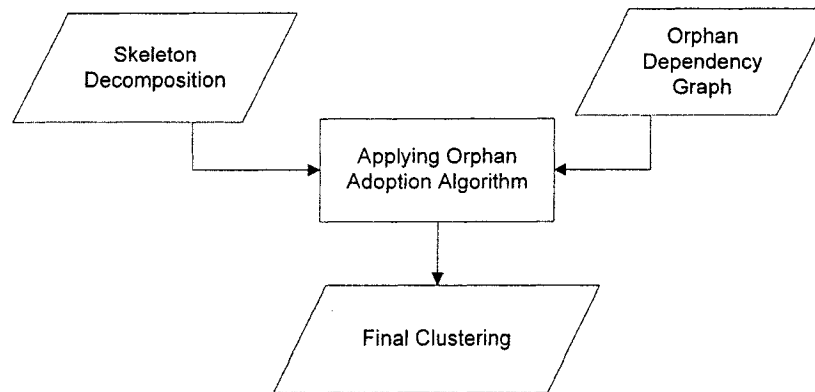 Skeleton
Decomposition
Orphan
Dependency
Graph
Applying Orphan
Adoption Algorithm
Final Clustering